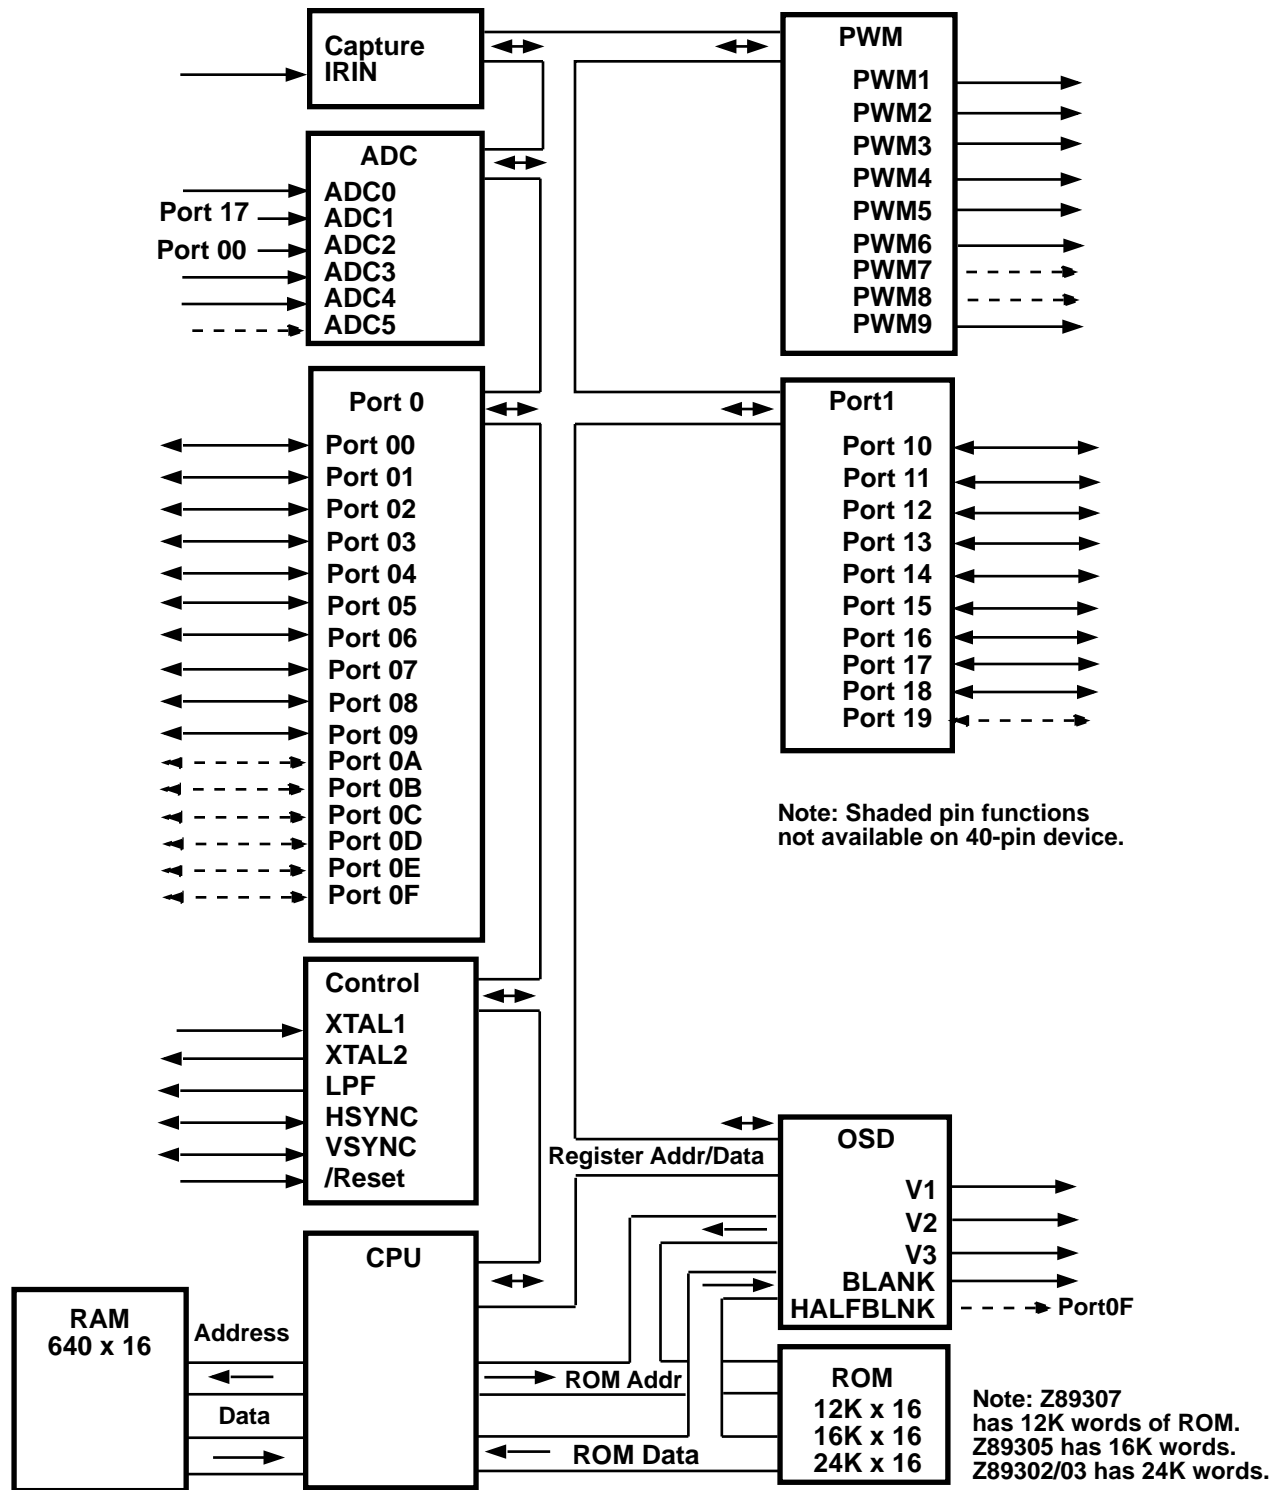 Capture
IRIN
ADC
ADC0
Port 17
ADC1
Port 00
ADC2
ADC3
ADC4
ADC5
Port 0
Port 00
Port 01
Port 02
Port 03
Port 04
Port 05
Port 06
Port 07
Port 08
Port 09
Port 0A
Port 0B
Port 0C
Port 0D
Port 0E
Port 0F
Control
XTAL1
XTAL2
LPF
HSYNC
VSYNC
/Reset
CPU
RAM
640 x 16
Address
Data
PWM
PWM1
PWM2
PWM3
PWM4
PWM5
PWM6
PWM7
PWM8
PWM9
Port1
Port 10
Port 11
Port 12
Port 13
Port 14
Port 15
Port 16
Port 17
Port 18
Port 19
Note: Shaded pin functions
not available on 40-pin device.
Register Addr/Data
OSD
V1
V2
V3
BLANK
HALFBLNK
Port0F
ROM Addr
ROM Data
ROM
12K x 16
16K x 16
24K x 16
Note: Z89307
has 12K words of ROM.
Z89305 has 16K words.
Z89302/03 has 24K words.